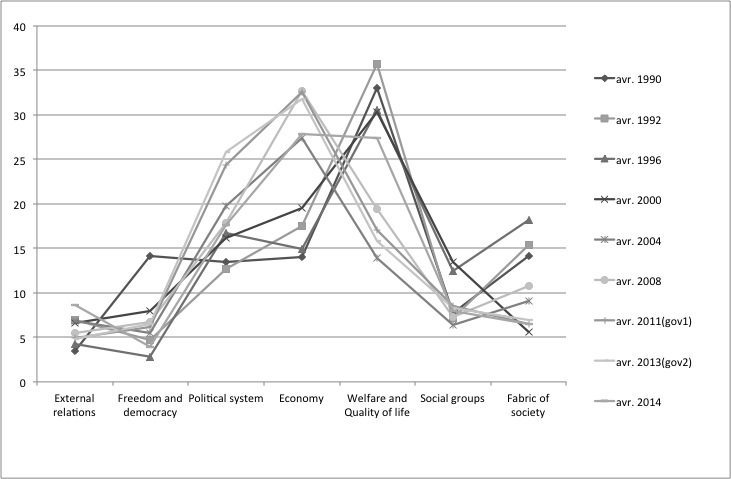 40
35
30
25
20
15
10
5
0
External relations
Freedom and democracy
Political system
Economy
Welfare and Quality of life
Social groups
Fabric of society
avr. 1990
avr. 1992
avr. 1996
avr. 2000
avr. 2004
avr. 2008
avr. 2011(gov1)
avr. 2013(gov2)
avr. 2014